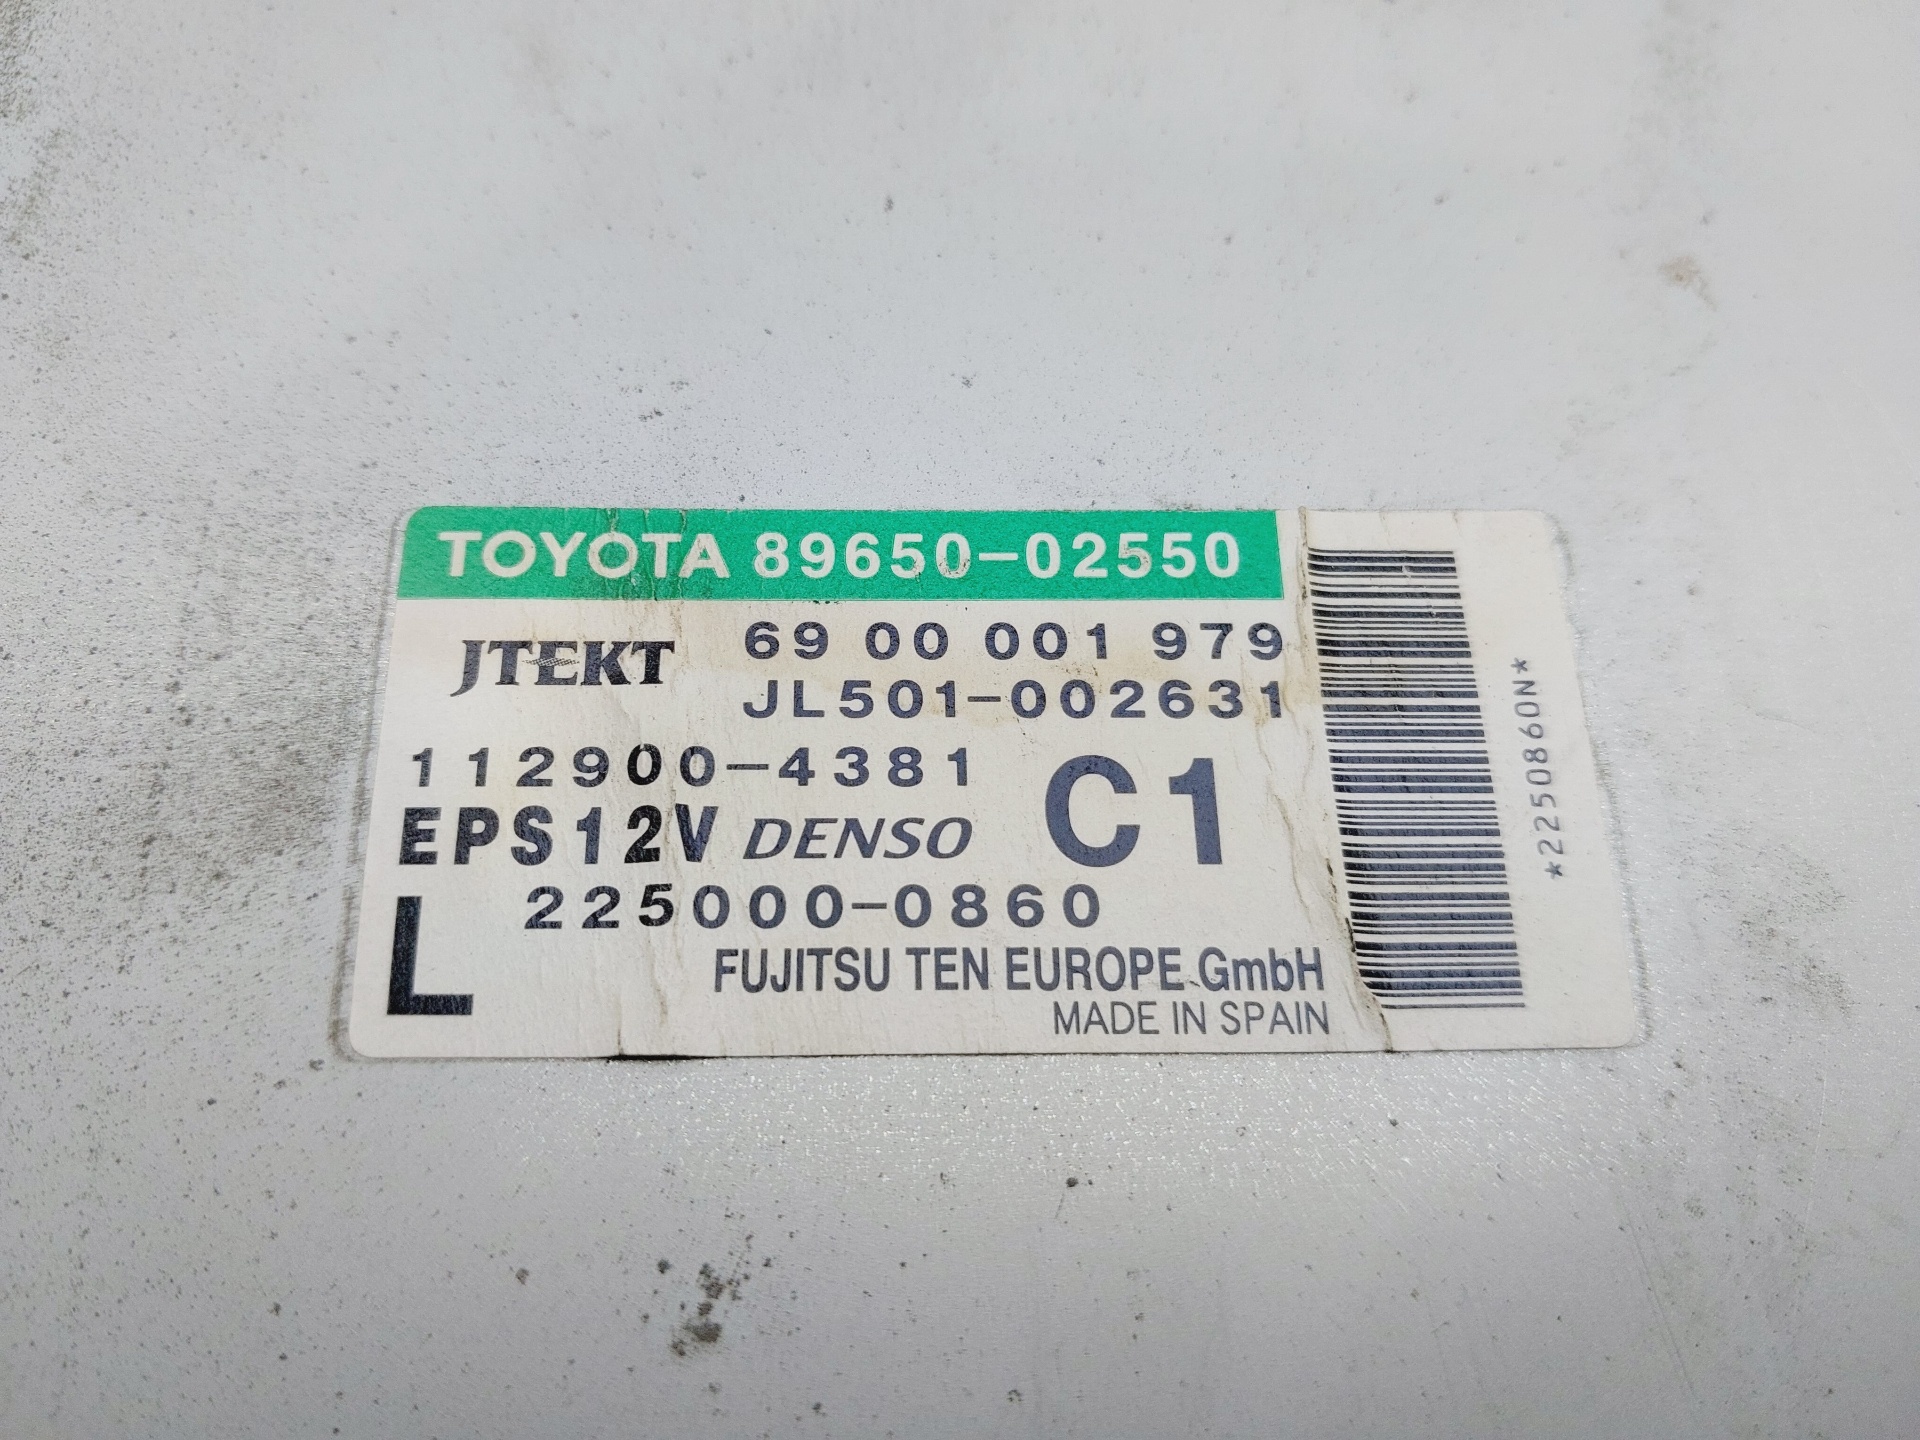 TOYOTA 89650-02550
JTEKT 69 00 001 979
JL501-002631
112900-4381
C1
EPS12V DENSO
L 225000-0860
FUJITSU TEN EUROPE GmbH
MADE IN SPAIN
*2250860N*